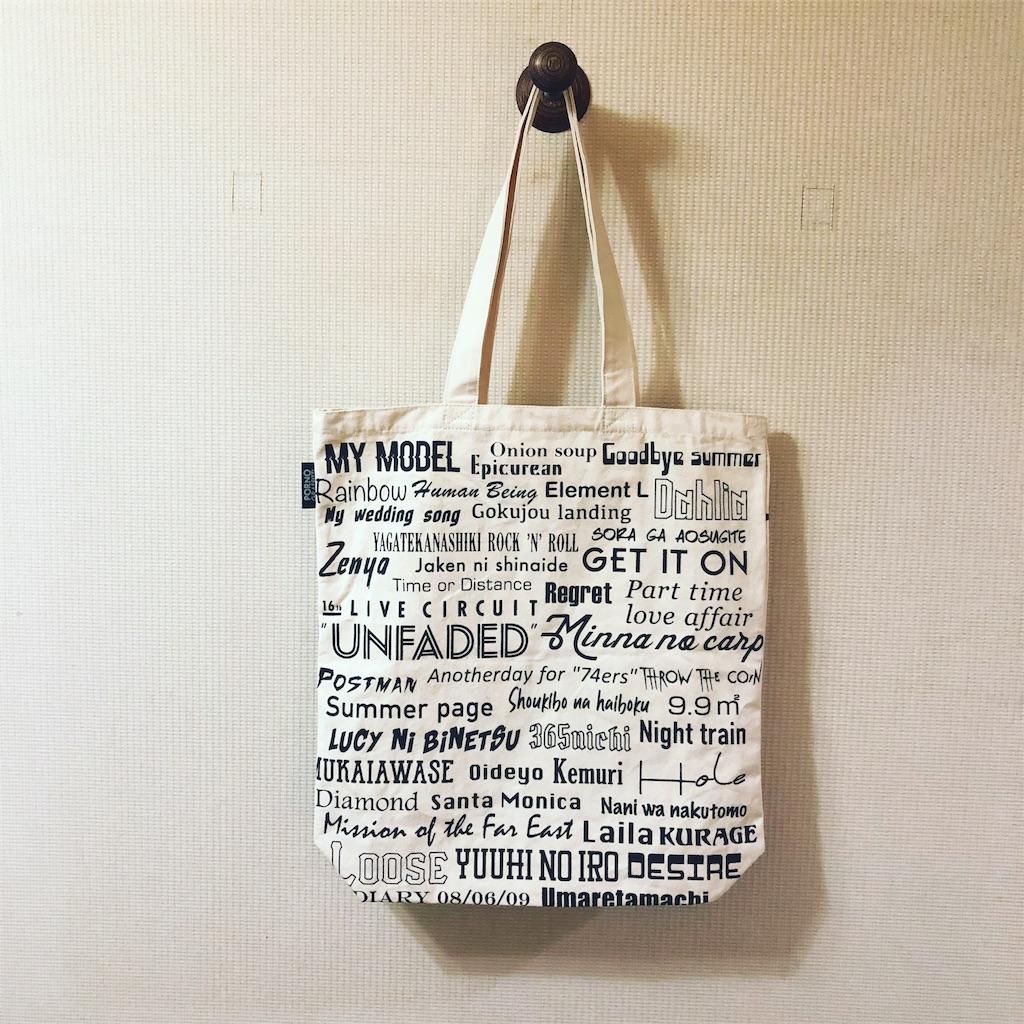 MY MODEL Onion soup Goodbye summer
Epicurean
Rainbow Human Being Element L Dahlia
My wedding song Gokujou landing
YAGATEKANASHIKI ROCK 'N' ROLL SORA GA AOSUGITE
Zenya Jaken ni shinaide GET IT ON
Time or Distance Regret Part time
love affair
16th LIVE CIRCUIT
"UNFADED" Minna no carp
POSTMAN Anotherday for "74ers" THROW THE COIN
Summer page Shoukibo na haiboku 9.9㎡
LUCY Ni BiNETSU 365nichi Night train
MUKAIAWASE Oideyo Kemuri Hole
Diamond Santa Monica Nani wa nakutomo
Mission of the Far East Laila KURAGE
LOOSE YUUHI NO IRO DESIRE
DIARY 08/06/09 Umaretamachi
PORNO